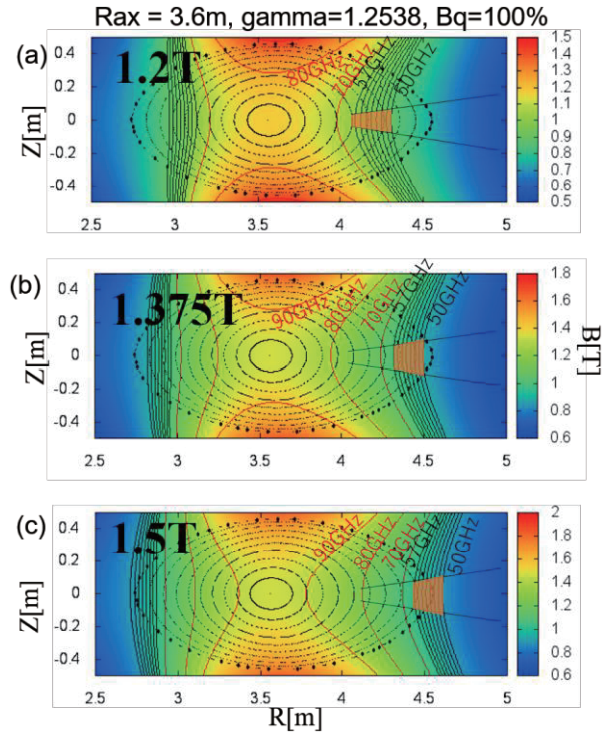 Rax = 3.6m, gamma=1.2538, Bq=100%
(a)
1.2T
80GHz 70GHz 57GHz 50GHz
Z[m]
0.4
0.2
0
-0.2
-0.4
2.5 3 3.5 4 4.5 5
1.5
1.4
1.3
1.2
1.1
1
0.9
0.8
0.7
0.6
0.5
(b)
1.375T
90GHz 80GHz 70GHz 57GHz 50GHz
Z[m]
0.4
0.2
0
-0.2
-0.4
2.5 3 3.5 4 4.5 5
1.8
1.6
1.4
1.2
1
0.8
0.6
B[T]
(c)
1.5T
90GHz 80GHz 70GHz 57GHz 50GHz
Z[m]
0.4
0.2
0
-0.2
-0.4
2.5 3 3.5 4 4.5 5
R[m]
2
1.8
1.6
1.4
1.2
1
0.8
0.6